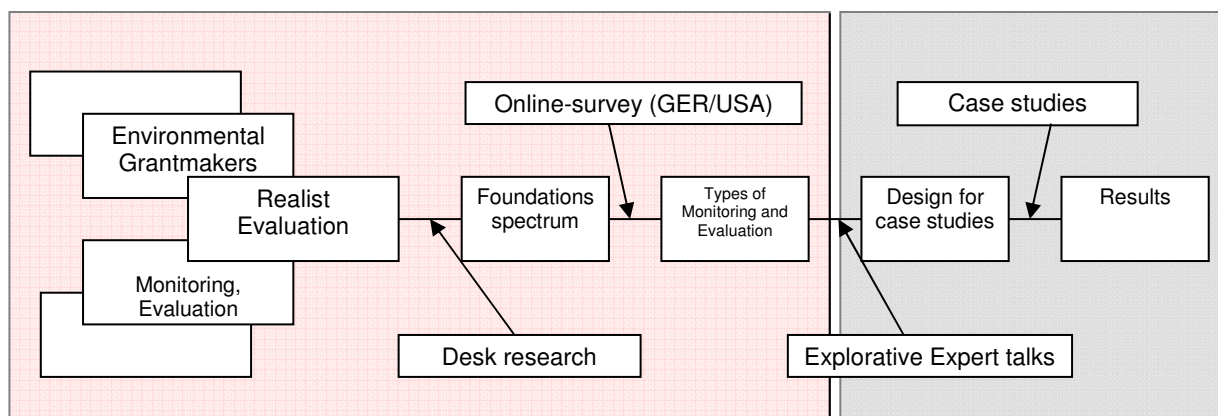 Online-survey (GER/USA)
Case studies
Environmental
Grantmakers
Realist
Evaluation
Foundations
spectrum
Types of
Monitoring and
Evaluation
Design for
case studies
Results
Monitoring,
Evaluation
Desk research
Explorative Expert talks